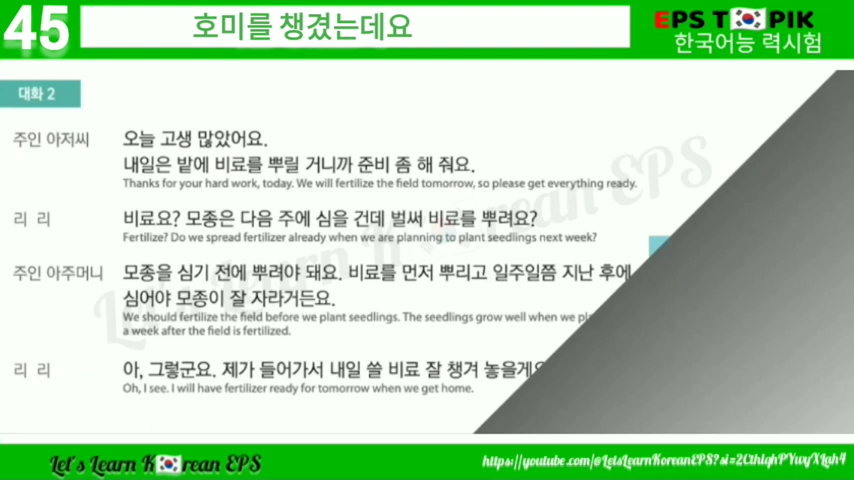 45
호미를 챙겼는데요
EPS TOPIK
한국어능 력시험
대화 2
주인 아저씨
오늘 고생 많았어요.
내일은 밭에 비료를 뿌릴 거니까 준비 좀 해 줘요.
Thanks for your hard work, today. We will fertilize the field tomorrow, so please get everything ready.
리 리
비료요? 모종은 다음 주에 심을 건데 벌써 비료를 뿌려요?
Fertilize? Do we spread fertilizer already when we are planning to plant seedlings next week?
주인 아주머니
모종을 심기 전에 뿌려야 돼요. 비료를 먼저 뿌리고 일주일쯤 지난 후에
심어야 모종이 잘 자라거든요.
We should fertilize the field before we plant seedlings. The seedlings grow well when we
a week after the field is fertilized.
리 리
아, 그렇군요. 제가 들어가서 내일 쓸 비료 잘 챙겨 놓을게요
Oh, I see. I will have fertilizer ready for tomorrow when we get home.
Let's Learn Korean EPS
Let's Learn Korean EPS